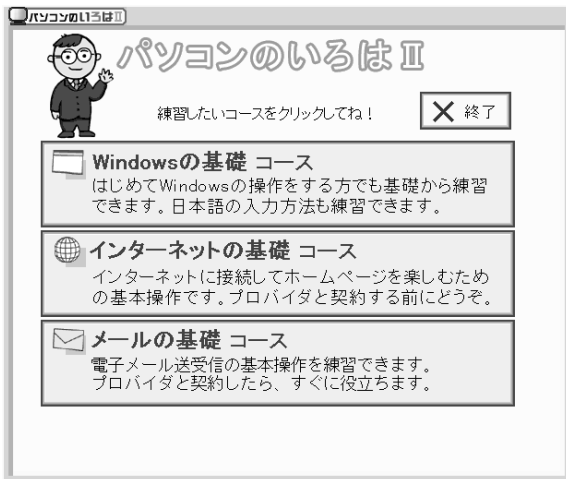 パソコンのいろはⅡ
パソコンのいろはⅡ
練習したいコースをクリックしてね！
終了
Windowsの基礎 コース
はじめてWindowsの操作をする方でも基礎から練習
できます。日本語の入力方法も練習できます。
インターネットの基礎 コース
インターネットに接続してホームページを楽しむため
の基本操作です。プロバイダと契約する前にどうぞ。
メールの基礎 コース
電子メール送受信の基本操作を練習できます。
プロバイダと契約したら、すぐに役立ちます。